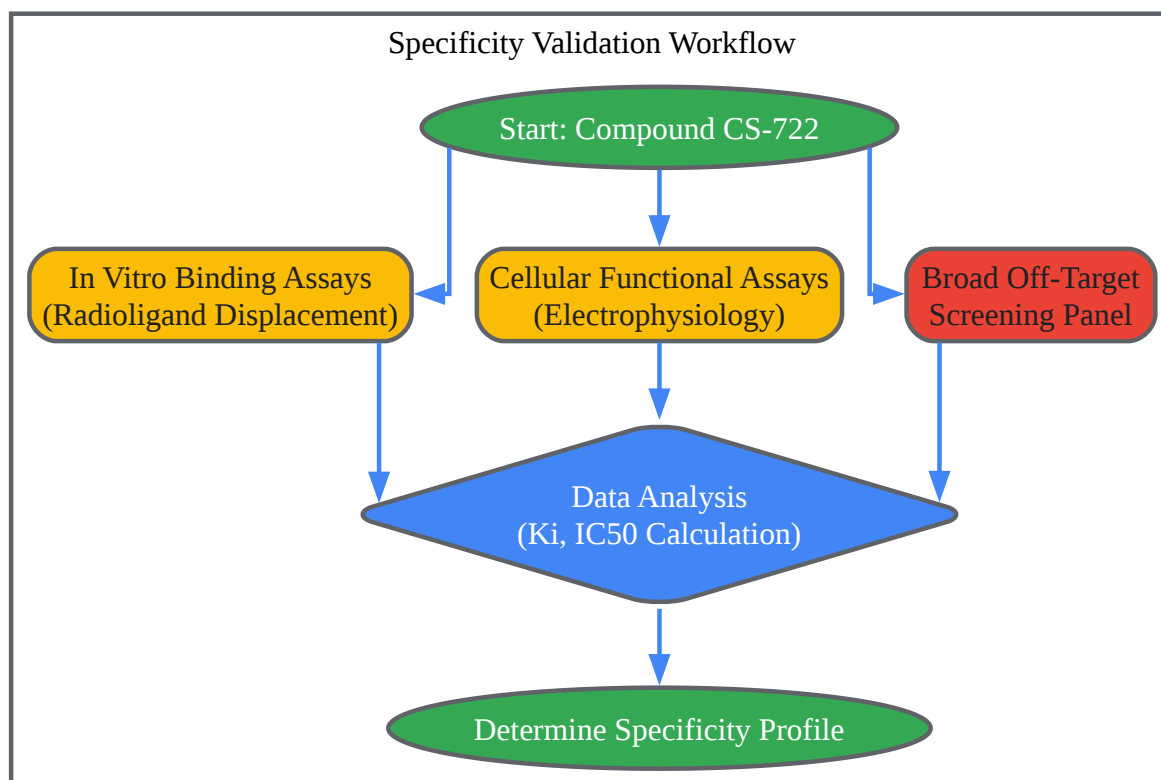 Specificity Validation Workflow
Start: Compound CS-722
In Vitro Binding Assays
(Radioligand Displacement)
Cellular Functional Assays
(Electrophysiology)
Broad Off-Target
Screening Panel
Data Analysis
(Ki, IC50 Calculation)
Determine Specificity Profile